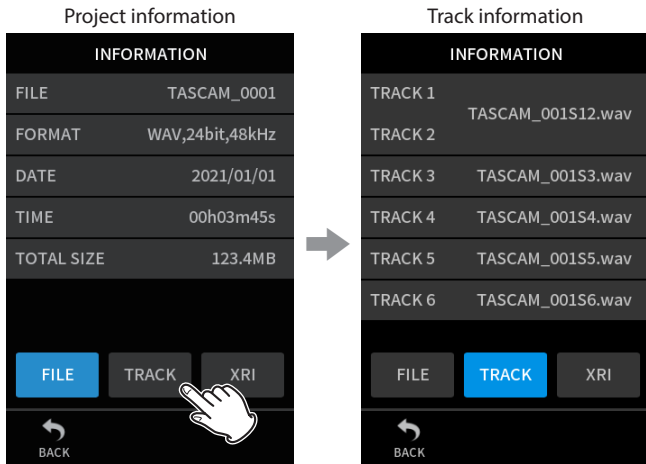 Project information
INFORMATION
FILE TASCAM_0001
FORMAT WAV,24bit,48kHz
DATE 2021/01/01
TIME 00h03m45s
TOTAL SIZE 123.4MB
FILE TRACK XRI
BACK
Track information
INFORMATION
TRACK 1
TASCAM_001S12.wav
TRACK 2
TRACK 3 TASCAM_001S3.wav
TRACK 4 TASCAM_001S4.wav
TRACK 5 TASCAM_001S5.wav
TRACK 6 TASCAM_001S6.wav
FILE TRACK XRI
BACK